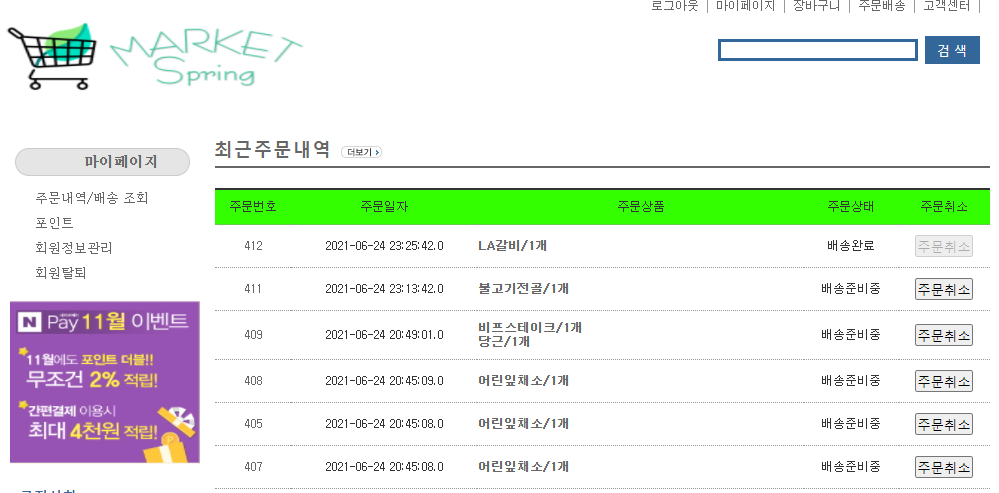 로그아웃 | 마이페이지 | 장바구니 | 주문배송 | 고객센터 |
MARKET
Spring
검 색
마이페이지
주문내역/배송 조회
포인트
회원정보관리
회원탈퇴
N Pay 11월 이벤트
11월에도 포인트 더블!!
무조건 2% 적립!
간편결제 이용시
최대 4천원 적립!
최근주문내역 더보기
주문번호 주문일자 주문상품 주문상태 주문취소
412 2021-06-24 23:25:42.0 LA갈비/1개 배송완료 주문취소
411 2021-06-24 23:13:42.0 불고기전골/1개 배송준비중 주문취소
409 2021-06-24 20:49:01.0 비프스테이크/1개 배송준비중 주문취소
당근/1개
408 2021-06-24 20:45:09.0 어린잎채소/1개 배송준비중 주문취소
405 2021-06-24 20:45:08.0 어린잎채소/1개 배송준비중 주문취소
407 2021-06-24 20:45:08.0 어린잎채소/1개 배송준비중 주문취소